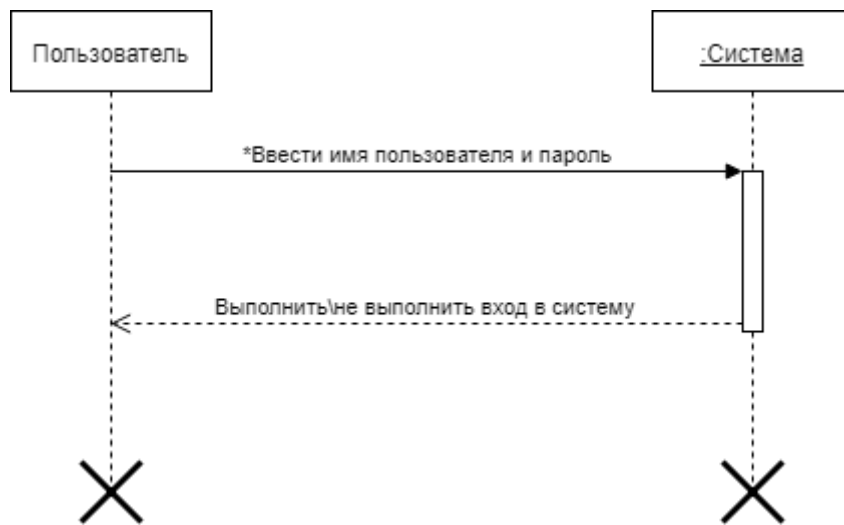 Пользователь
:Система
*Ввести имя пользователя и пароль
Выполнить\не выполнить вход в систему